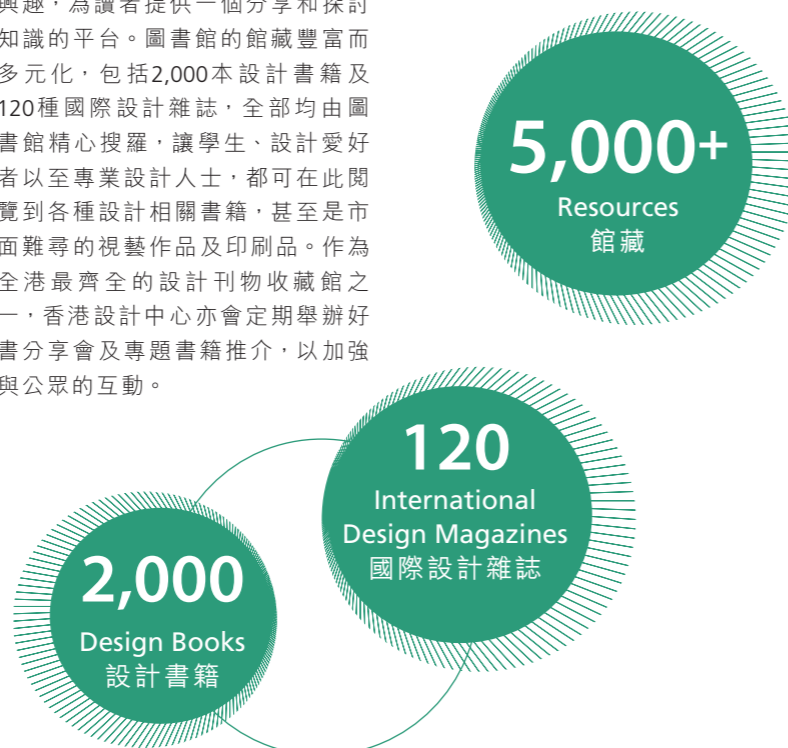 興趣，為讀者提供一個分享和探討
知識的平台。圖書館的館藏豐富而
多元化，包括2,000本設計書籍及
120種國際設計雜誌，全部均由圖
書館精心搜羅，讓學生、設計愛好
者以至專業設計人士，都可在此閱
覽到各種設計相關書籍，甚至是市
面難尋的視藝作品及印刷品。作為
全港最齊全的設計刊物收藏館之
一，香港設計中心亦會定期舉辦好
書分享會及專題書籍推介，以加強
與公眾的互動。
5,000+
Resources
館藏
120
International
Design Magazines
國際設計雜誌
2,000
Design Books
設計書籍